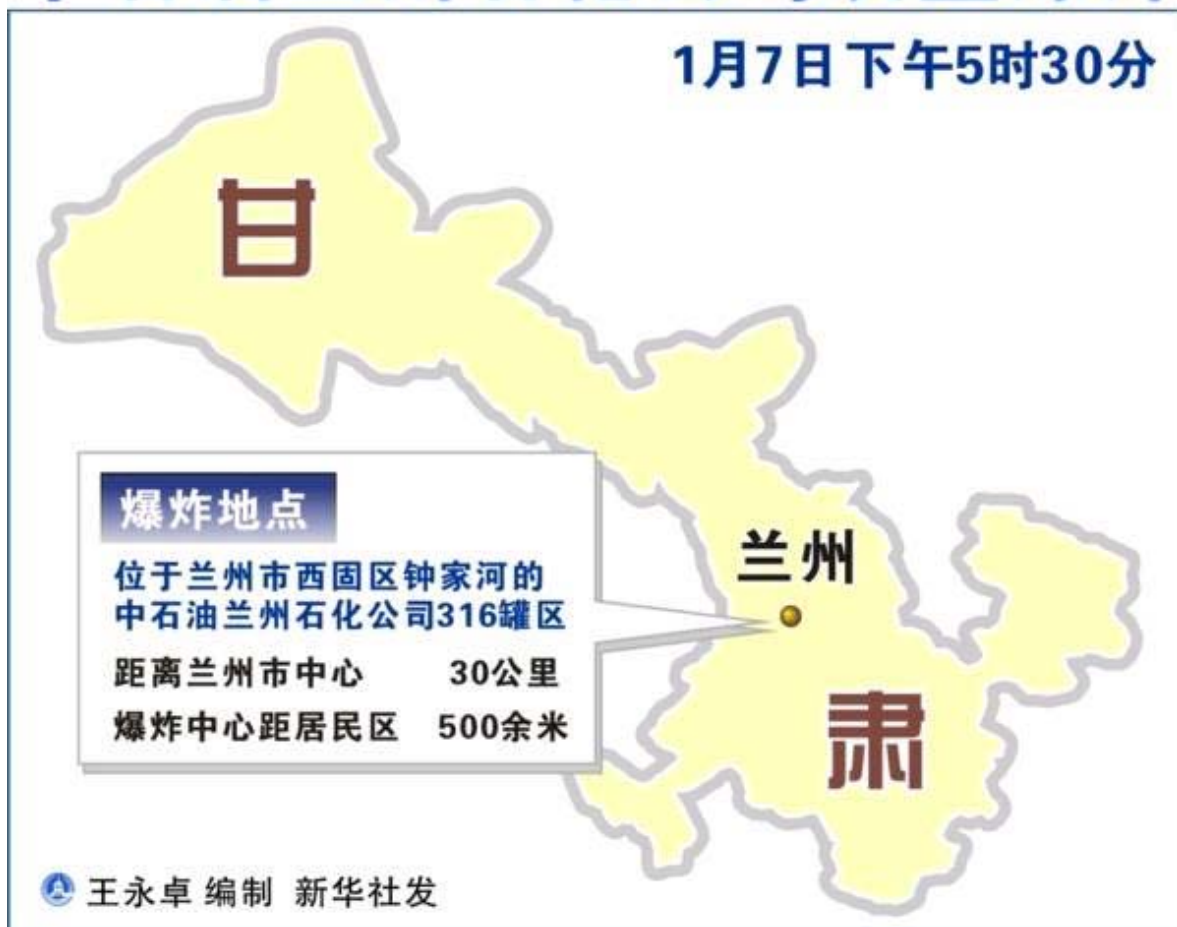 1月7日下午5时30分
甘
爆炸地点
位于兰州市西固区钟家河的
中石油兰州石化公司316罐区
距离兰州市中心 30公里
爆炸中心距居民区 500余米
兰州
肃
王永卓 编制 新华社发